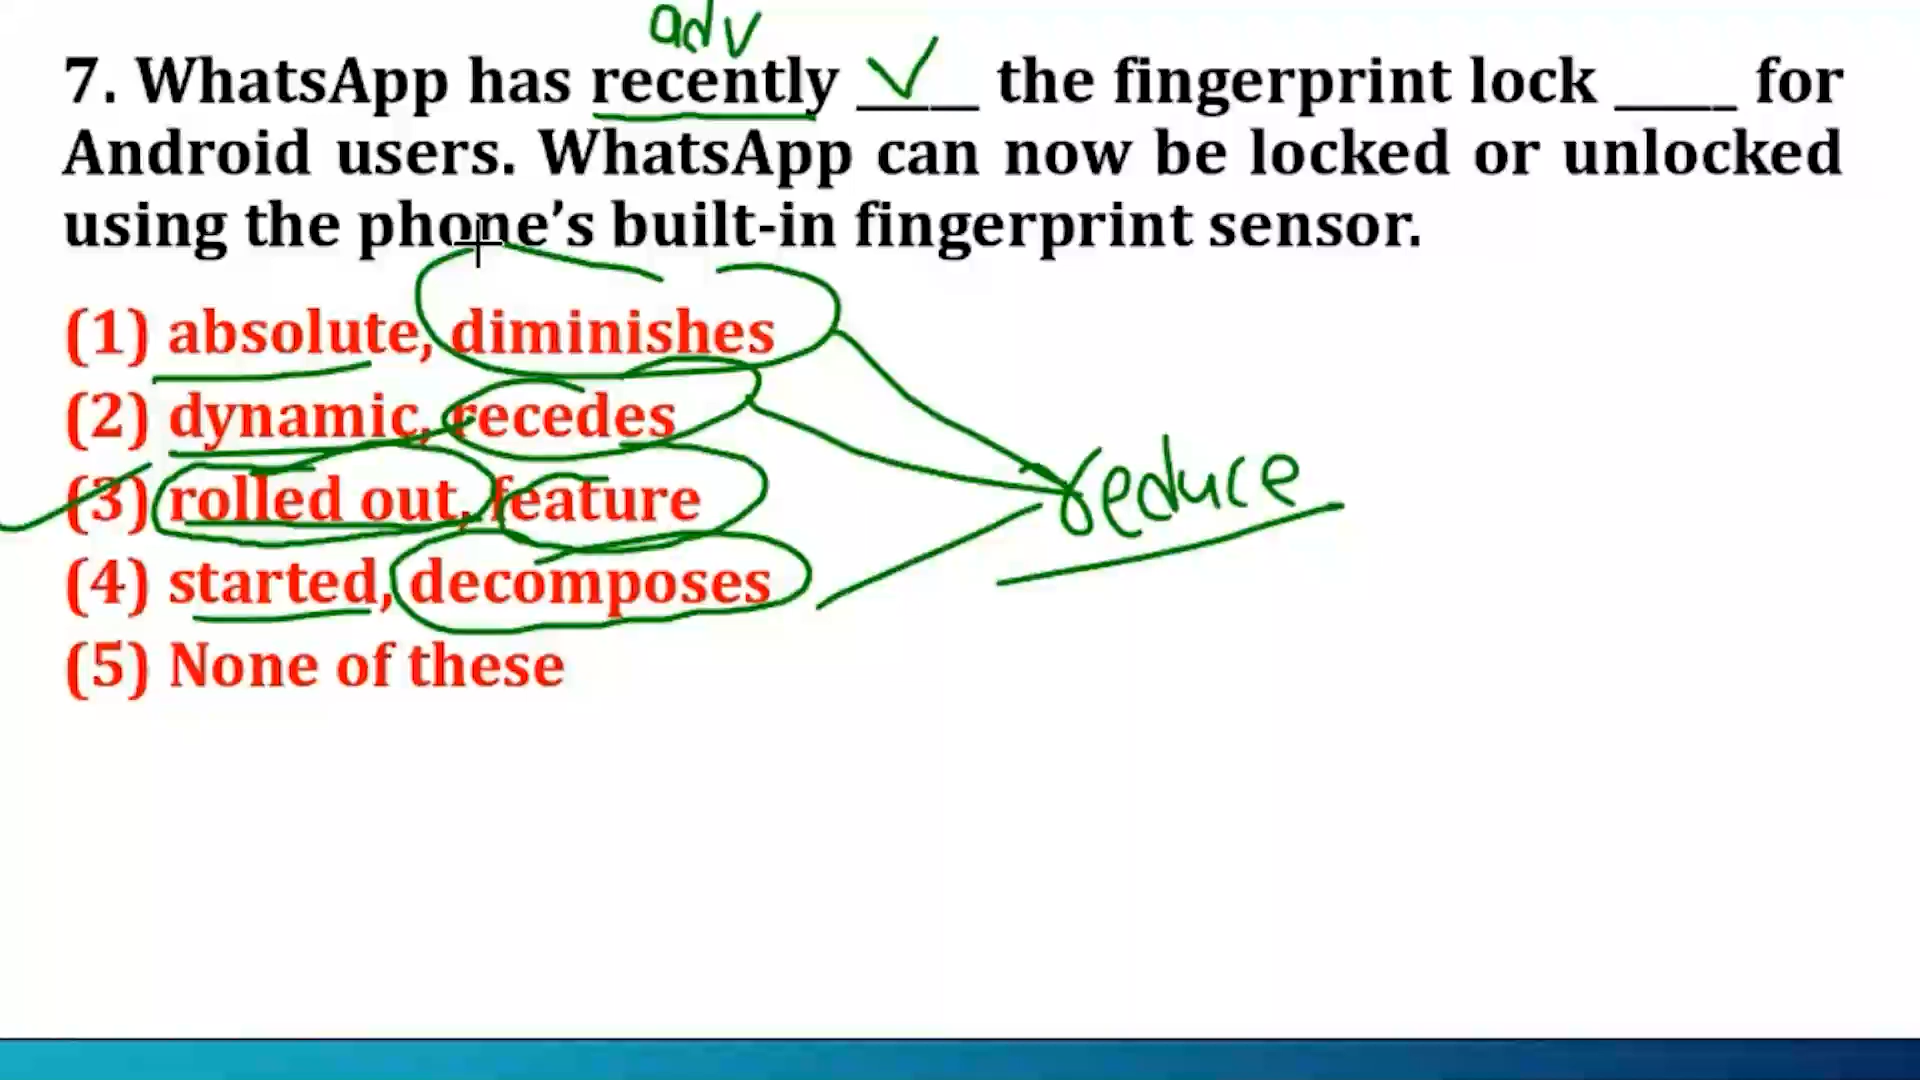 adv
7. WhatsApp has recently ____ the fingerprint lock ____ for
Android users. WhatsApp can now be locked or unlocked
using the phone’s built-in fingerprint sensor.
(1) absolute, diminishes
(2) dynamic, recedes
(3) rolled out, feature
reduce
(4) started, decomposes
(5) None of these